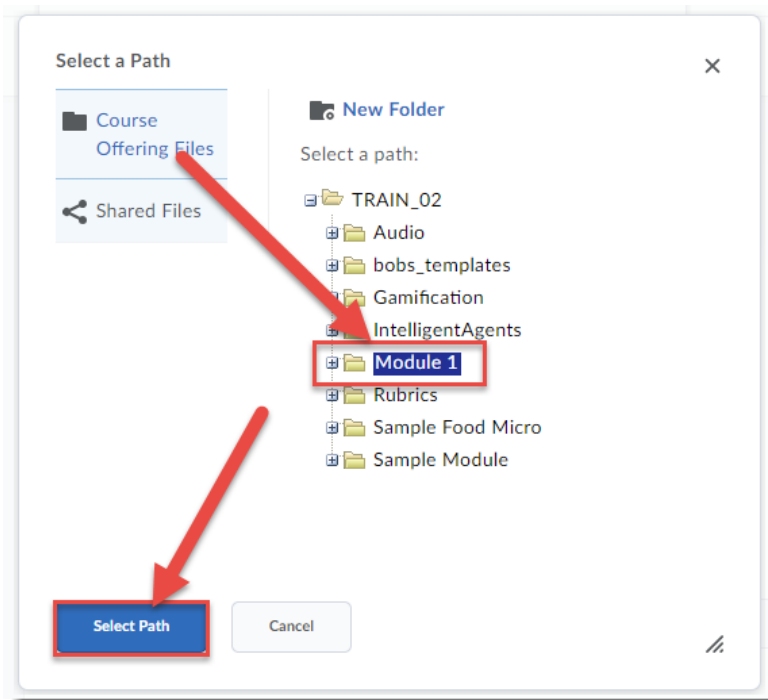 Select a Path
Course
Offering Files
Shared Files
New Folder
Select a path:
TRAIN_02
Audio
bobs_templates
Gamification
IntelligentAgents
Module 1
Rubrics
Sample Food Micro
Sample Module
Select Path
Cancel